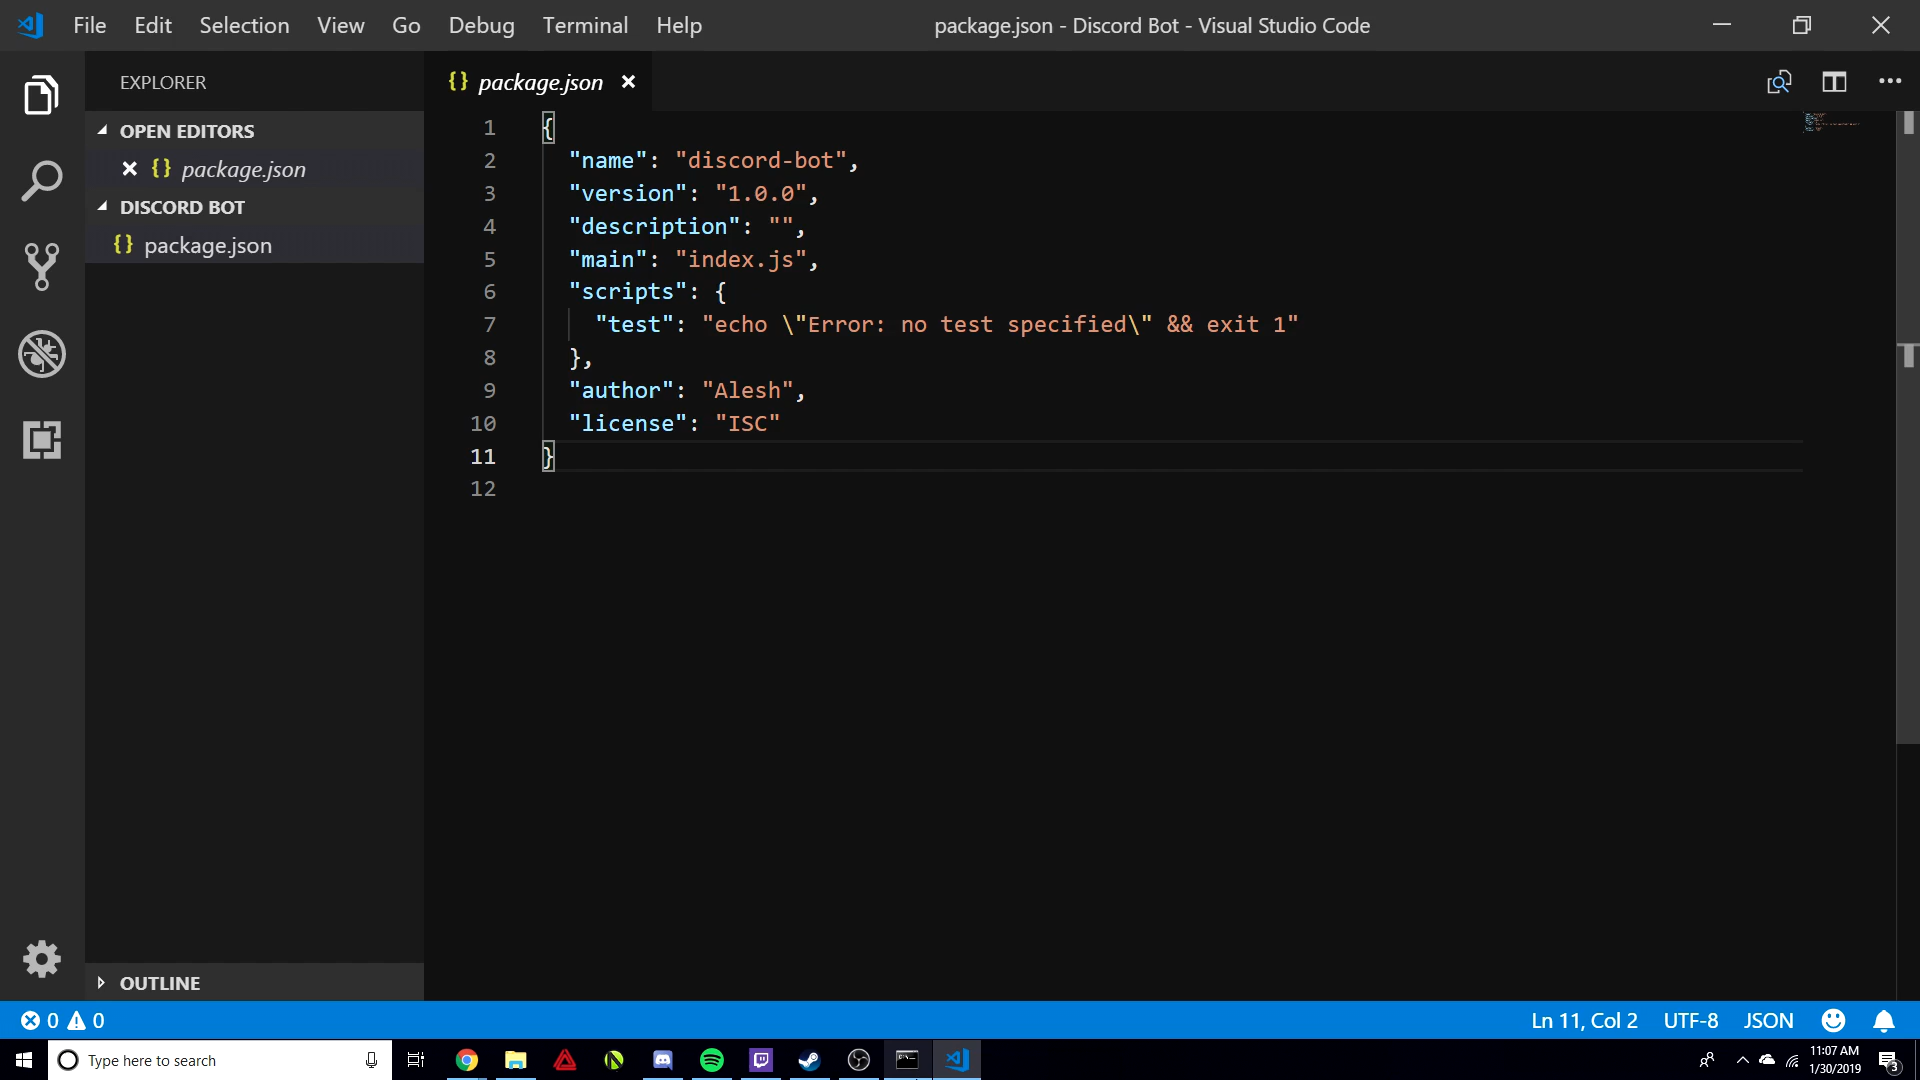 File Edit Selection View Go Debug Terminal Help
package.json - Discord Bot - Visual Studio Code
EXPLORER
OPEN EDITORS
{} package.json
DISCORD BOT
{} package.json
OUTLINE
{} package.json
1 {
2 "name": "discord-bot",
3 "version": "1.0.0",
4 "description": "",
5 "main": "index.js",
6 "scripts": {
7 "test": "echo \"Error: no test specified\" && exit 1"
8 },
9 "author": "Alesh",
10 "license": "ISC"
11 }
12
0 0
Ln 11, Col 2 UTF-8 JSON
Type here to search
11:07 AM
1/30/2019
3